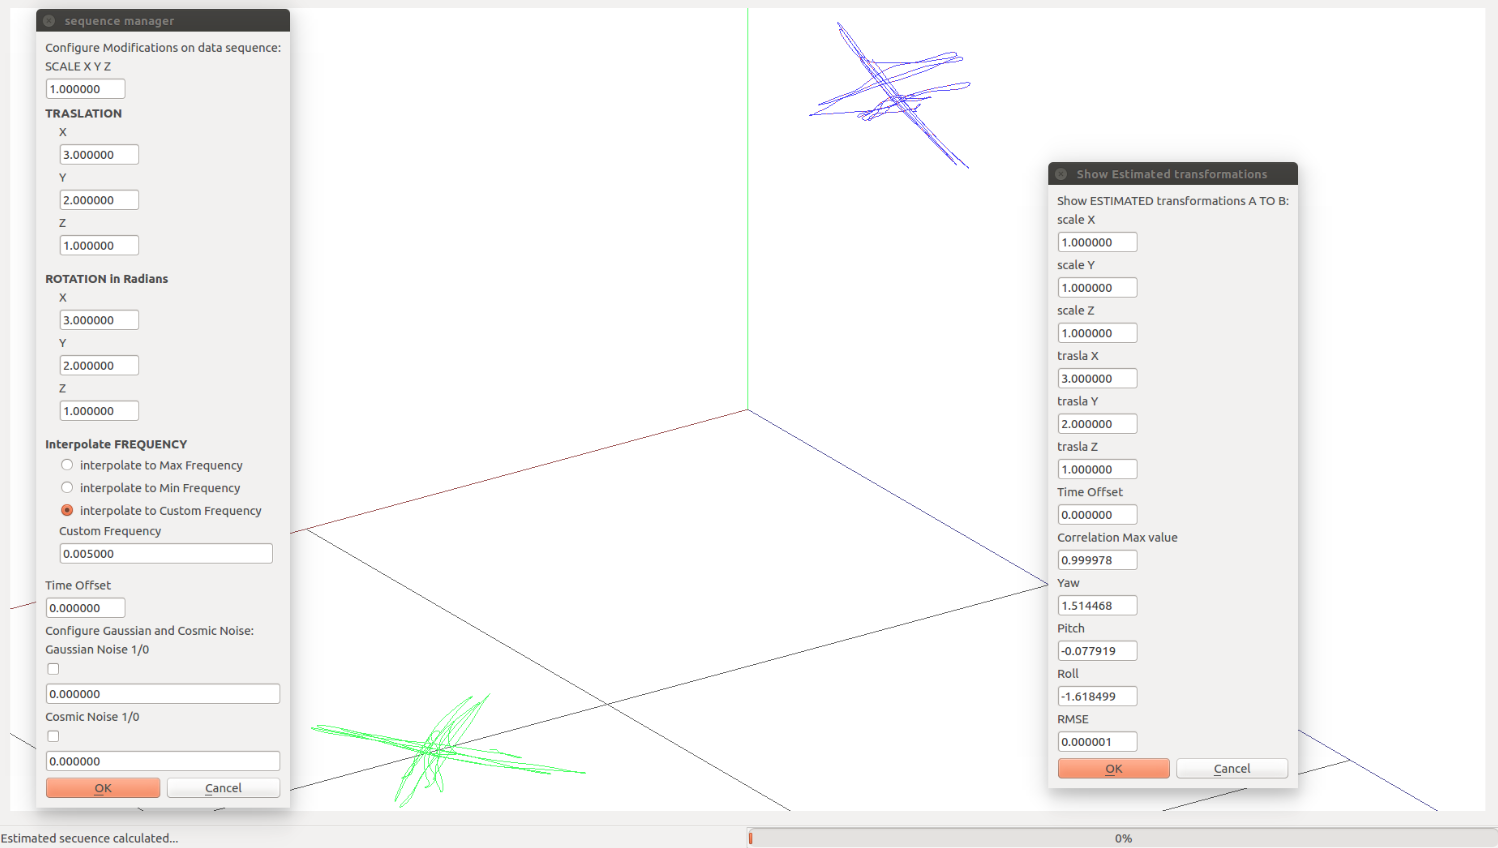 sequence manager
Configure Modifications on data sequence:
SCALE X Y Z
1.000000
TRASLATION
X
3.000000
Y
2.000000
Z
1.000000
ROTATION in Radians
X
3.000000
Y
2.000000
Z
1.000000
Interpolate FREQUENCY
interpolate to Max Frequency
interpolate to Min Frequency
interpolate to Custom Frequency
Custom Frequency
0.005000
Time Offset
0.000000
Configure Gaussian and Cosmic Noise:
Gaussian Noise 1/0
0.000000
Cosmic Noise 1/0
0.000000
OK Cancel
Show Estimated transformations
Show ESTIMATED transformations A TO B:
scale X
1.000000
scale Y
1.000000
scale Z
1.000000
trasla X
3.000000
trasla Y
2.000000
trasla Z
1.000000
Time Offset
0.000000
Correlation Max value
0.999978
Yaw
1.514468
Pitch
-0.077919
Roll
-1.618499
RMSE
0.000001
OK Cancel
Estimated secuence calculated...
0%